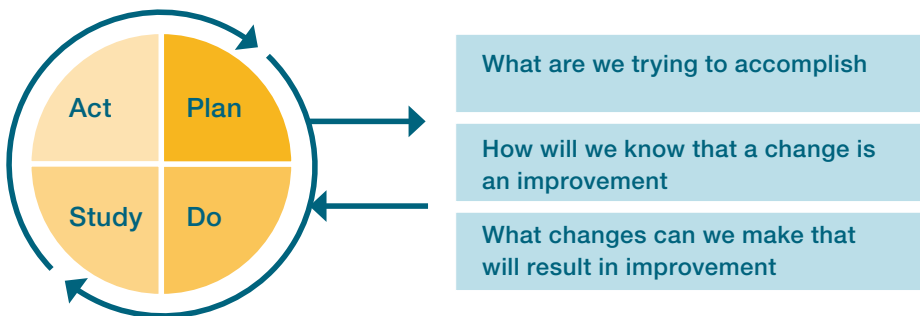 Act
Plan
Study
Do
What are we trying to accomplish
How will we know that a change is
an improvement
What changes can we make that
will result in improvement